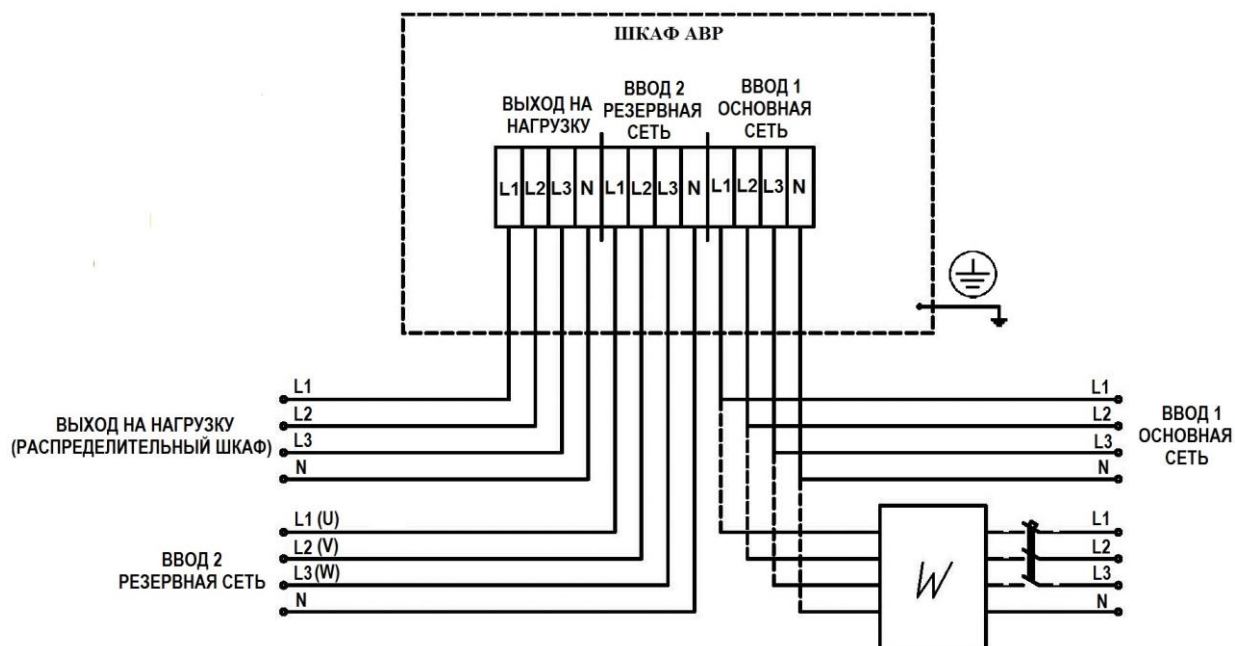 ШКАФ АВР
ВЫХОД НА
НАГРУЗКУ
ВВОД 2
РЕЗЕРВНАЯ
СЕТЬ
ВВОД 1
ОСНОВНАЯ
СЕТЬ
L1 L2 L3 N L1 L2 L3 N L1 L2 L3 N
ВЫХОД НА НАГРУЗКУ
(РАСПРЕДЕЛИТЕЛЬНЫЙ ШКАФ)
L1
L2
L3
N
ВВОД 2
РЕЗЕРВНАЯ СЕТЬ
L1 (U)
L2 (V)
L3 (W)
N
L1
L2
L3
N
ВВОД 1
ОСНОВНАЯ
СЕТЬ
W
L1
L2
L3
N